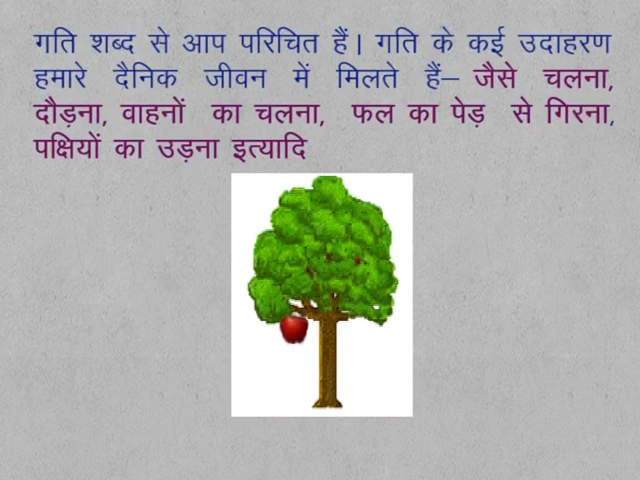 गति शब्द से आप परिचित हैं। गति के कई उदाहरण
हमारे दैनिक जीवन में मिलते हैं– जैसे चलना,
दौड़ना, वाहनों का चलना, फल का पेड़ से गिरना,
पक्षियों का उड़ना इत्यादि